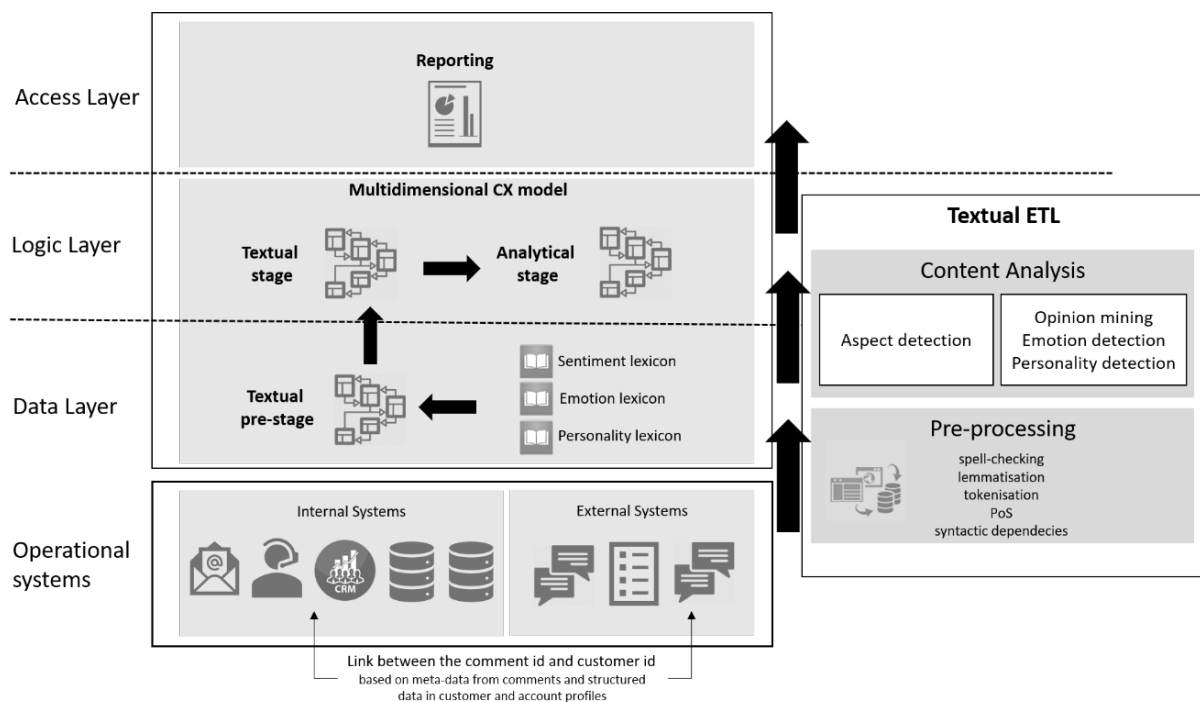 Access Layer
Reporting
Multidimensional CX model
Logic Layer
Textual
stage
Analytical
stage
Data Layer
Textual
pre-stage
Sentiment lexicon
Emotion lexicon
Personality lexicon
Operational
systems
Internal Systems
@
CRM
External Systems
Link between the comment id and customer id
based on meta-data from comments and structured
data in customer and account profiles
Textual ETL
Content Analysis
Aspect detection
Opinion mining
Emotion detection
Personality detection
Pre-processing
spell-checking
lemmatisation
tokenisation
PoS
syntactic dependecies